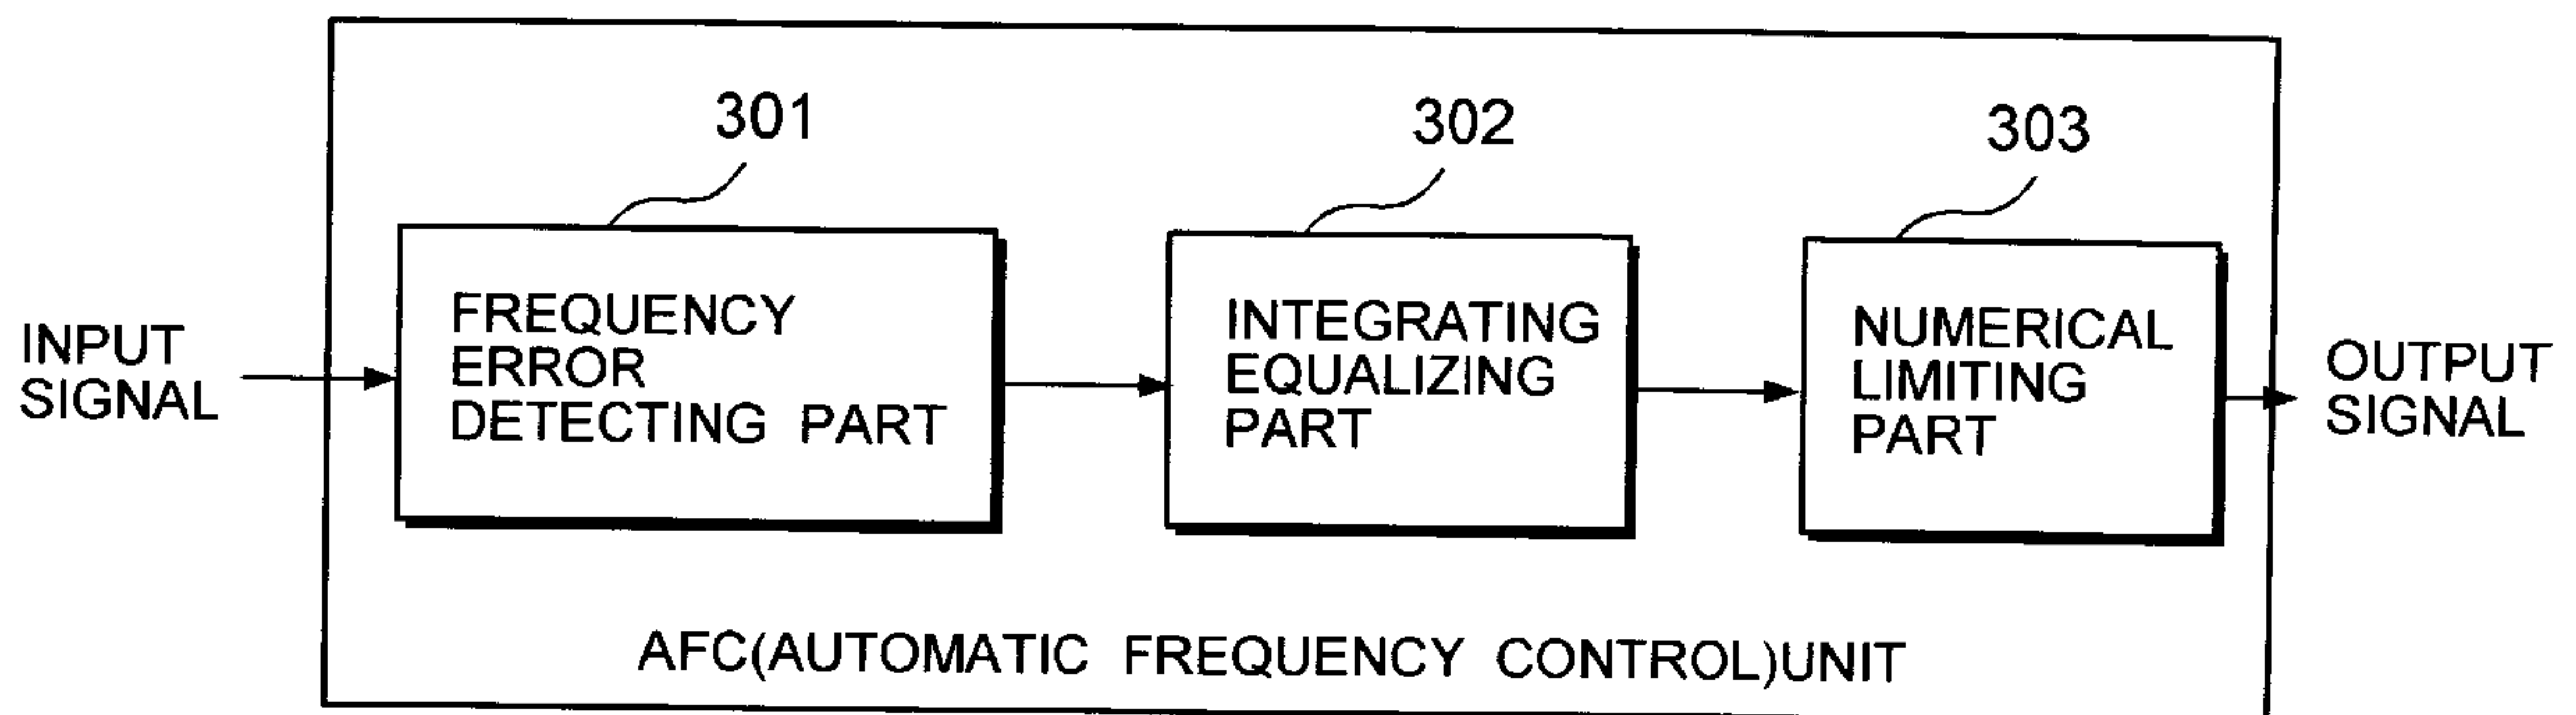 301
302
303
INPUT
SIGNAL
FREQUENCY
ERROR
DETECTING PART
INTEGRATING
EQUALIZING
PART
NUMERICAL
LIMITING
PART
OUTPUT
SIGNAL
AFC(AUTOMATIC FREQUENCY CONTROL)UNIT